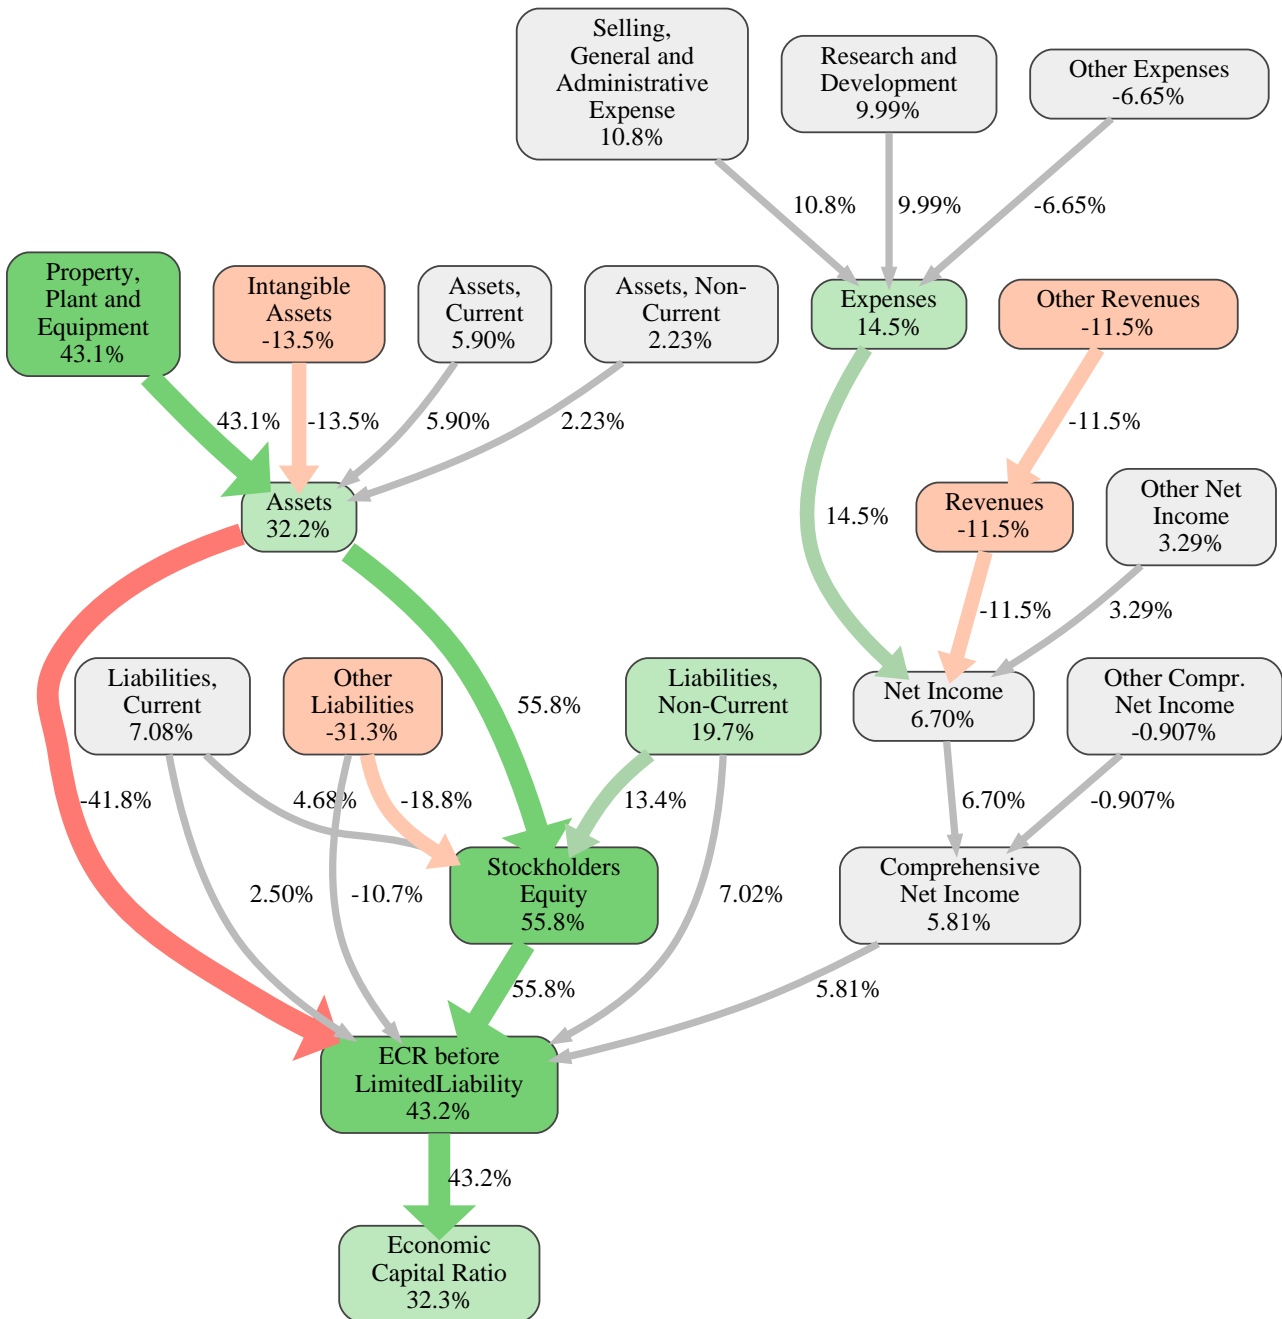 Selling,
General and
Administrative
Expense
10.8%
Research and
Development
9.99%
Other Expenses
-6.65%
10.8%
9.99%
-6.65%
Property,
Plant and
Equipment
43.1%
Intangible
Assets
-13.5%
Assets,
Current
5.90%
Assets, Non-
Current
2.23%
Expenses
14.5%
Other Revenues
-11.5%
43.1%
-13.5%
5.90%
2.23%
-11.5%
Assets
32.2%
14.5%
Revenues
-11.5%
Other Net
Income
3.29%
-11.5%
3.29%
Liabilities,
Current
7.08%
Other
Liabilities
-31.3%
55.8%
Liabilities,
Non-Current
19.7%
Net Income
6.70%
Other Compr.
Net Income
-0.907%
-41.8%
4.68%
-18.8%
13.4%
6.70%
-0.907%
2.50%
-10.7%
Stockholders
Equity
55.8%
7.02%
Comprehensive
Net Income
5.81%
55.8%
5.81%
ECR before
LimitedLiability
43.2%
43.2%
Economic
Capital Ratio
32.3%